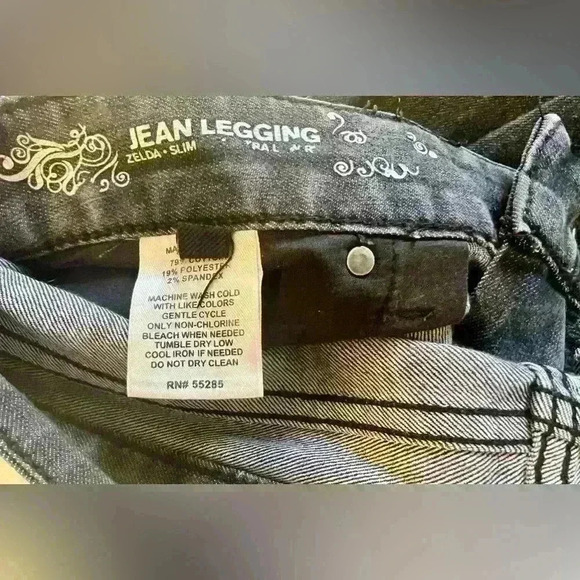 JEAN LEGGING
ZELDA • SLIM
79% COTTON
19% POLYESTER
2% SPANDEX
MACHINE WASH COLD
WITH LIKE COLORS
GENTLE CYCLE
ONLY NON-CHLORINE
BLEACH WHEN NEEDED
TUMBLE DRY LOW
COOL IRON IF NEEDED
DO NOT DRY CLEAN
RN# 55285